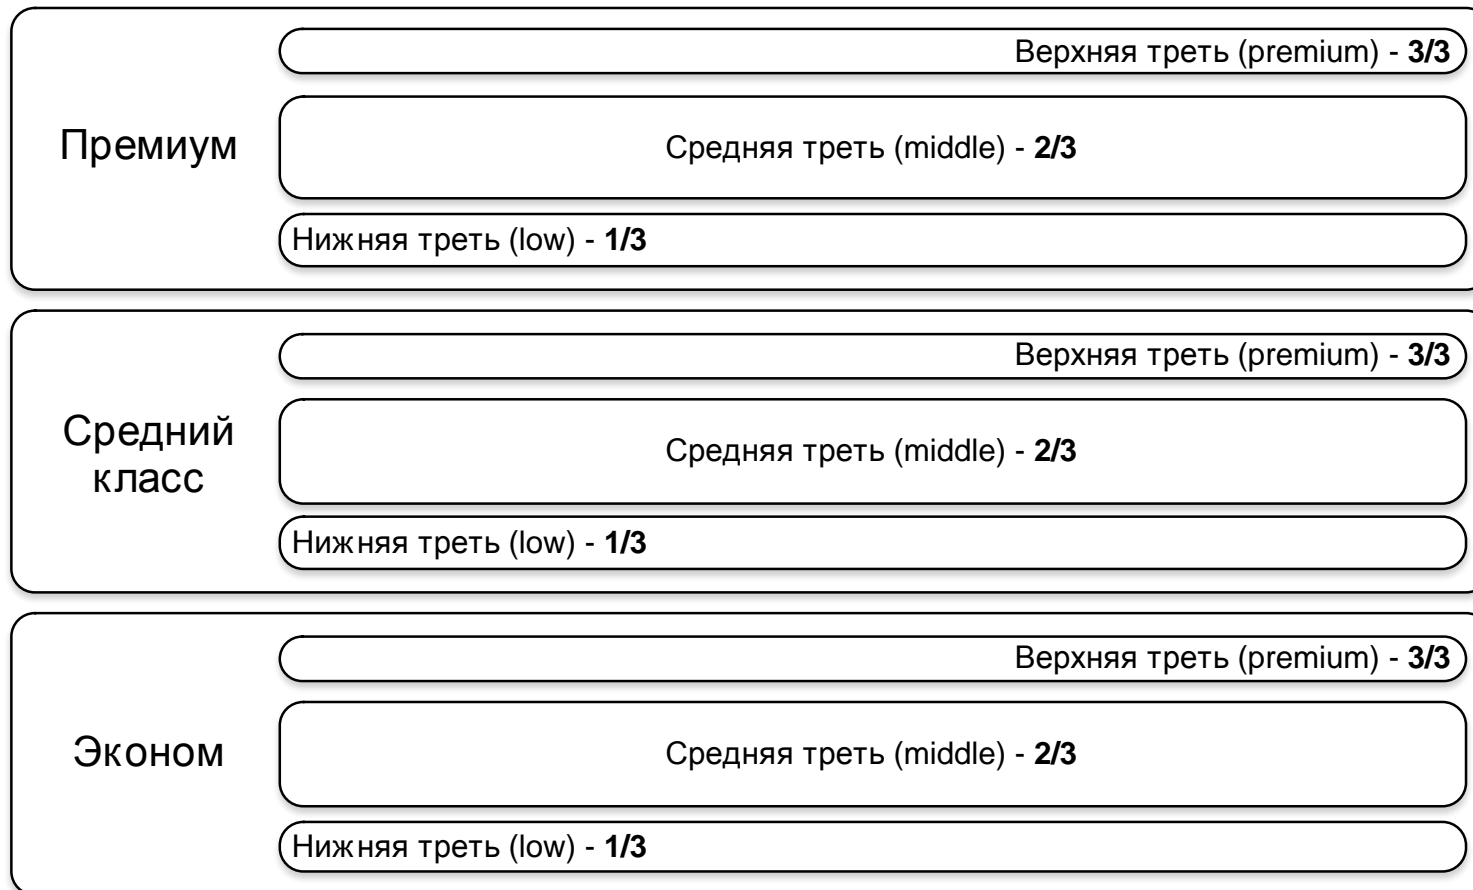 Премиум
Верхняя треть (premium) - 3/3
Средняя треть (middle) - 2/3
Нижняя треть (low) - 1/3
Средний
класс
Верхняя треть (premium) - 3/3
Средняя треть (middle) - 2/3
Нижняя треть (low) - 1/3
Эконом
Верхняя треть (premium) - 3/3
Средняя треть (middle) - 2/3
Нижняя треть (low) - 1/3